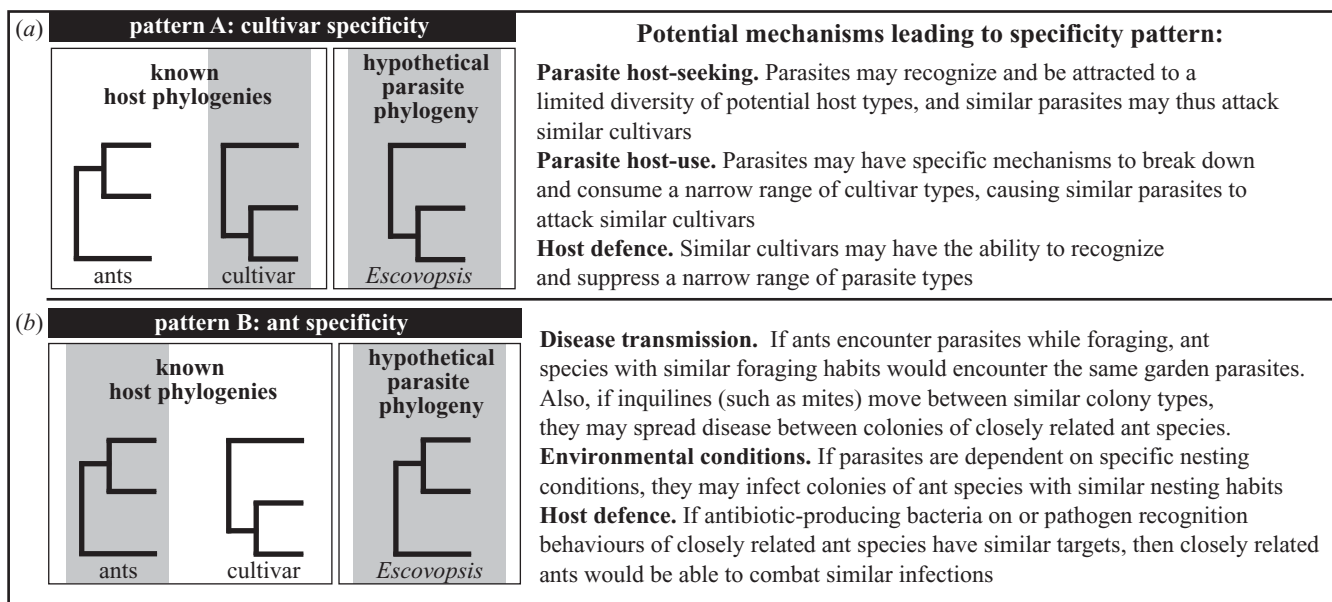 (a)
pattern A: cultivar specificity
known
host phylogenies
hypothetical
parasite
phylogeny
ants
cultivar
Escovopsis
Potential mechanisms leading to specificity pattern:
Parasite host-seeking. Parasites may recognize and be attracted to a
limited diversity of potential host types, and similar parasites may thus attack
similar cultivars
Parasite host-use. Parasites may have specific mechanisms to break down
and consume a narrow range of cultivar types, causing similar parasites to
attack similar cultivars
Host defence. Similar cultivars may have the ability to recognize
and suppress a narrow range of parasite types
(b)
pattern B: ant specificity
known
host phylogenies
hypothetical
parasite
phylogeny
ants
cultivar
Escovopsis
Disease transmission. If ants encounter parasites while foraging, ant
species with similar foraging habits would encounter the same garden parasites.
Also, if inquilines (such as mites) move between similar colony types,
they may spread disease between colonies of closely related ant species.
Environmental conditions. If parasites are dependent on specific nesting
conditions, they may infect colonies of ant species with similar nesting habits
Host defence. If antibiotic-producing bacteria on or pathogen recognition
behaviours of closely related ant species have similar targets, then closely related
ants would be able to combat similar infections